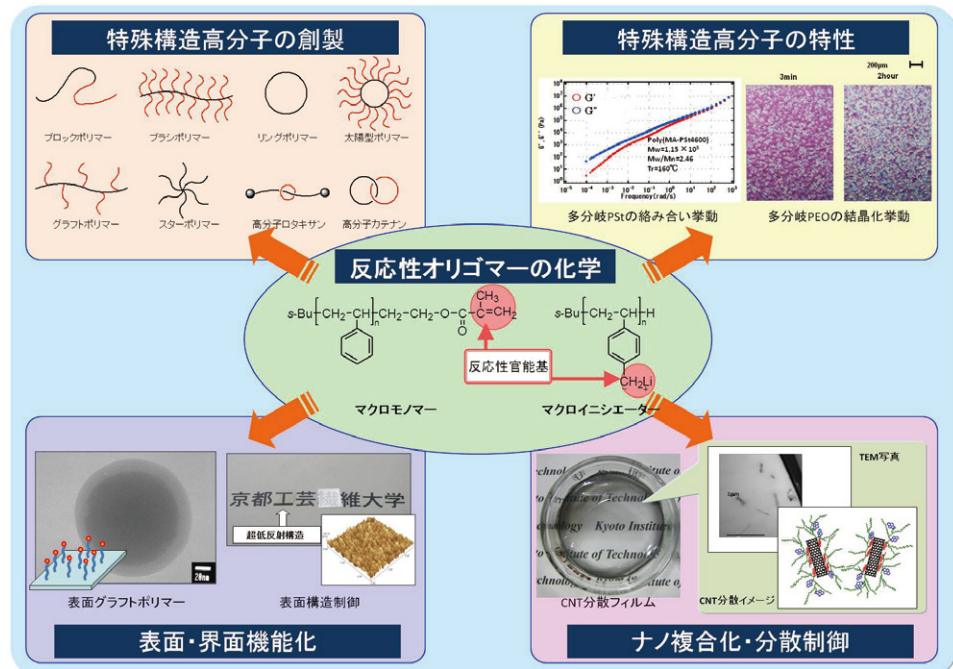 特殊構造高分子の創製
ブロックポリマー
ブラシポリマー
リングポリマー
太陽型ポリマー
グラフトポリマー
スターポリマー
高分子ロタキサン
高分子カテナン
特殊構造高分子の特性
G', G'' (Pa)
G'
G''
Poly(MA-PSt4600)
Mw=1.15 × 10⁵
Mw/Mn=2.46
Tr=160℃
Frequency(rad/s)
多分岐PStの絡み合い挙動
200μm
3min
2hour
多分岐PEOの結晶化挙動
反応性オリゴマーの化学
s-Bu[CH₂-CH]n CH₂-CH₂-O-C-C=CH₂
CH₃
O
マクロモノマー
反応性官能基
s-Bu[CH₂-CH]n H
CH₂Li
マクロイニシエーター
20nm
表面グラフトポリマー
京都工芸繊維大学
超低反射構造
表面構造制御
表面・界面機能化
Technology Kyoto Institute
Institute of Technology
CNT分散フィルム
TEM写真
1μm
CNT分散イメージ
ナノ複合化・分散制御